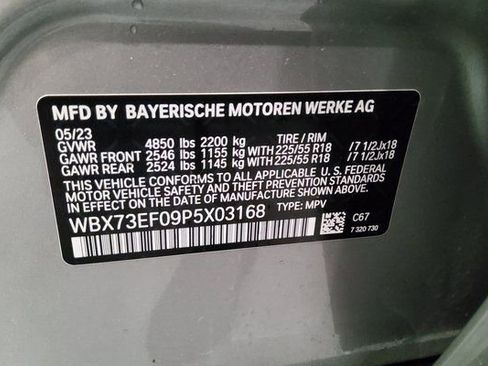 MFD BY BAYERISCHE MOTOREN WERKE AG
05/23 TIRE / RIM
GVWR 4850 lbs 2200 kg
GAWR FRONT 2546 lbs 1155 kg WITH 225/55 R18 /7 1/2Jx18
GAWR REAR 2524 lbs 1145 kg WITH 225/55 R18 /7 1/2Jx18
THIS VEHICLE CONFORMS TO ALL APPLICABLE U.S. FEDERAL
MOTOR VEHICLE SAFETY AND THEFT PREVENTION STANDARDS
IN EFFECT ON THE DATE OF MANUFACTURE SHOWN ABOVE.
WBX73EF09P5X03168 TYPE: MPV C67
7 320 730